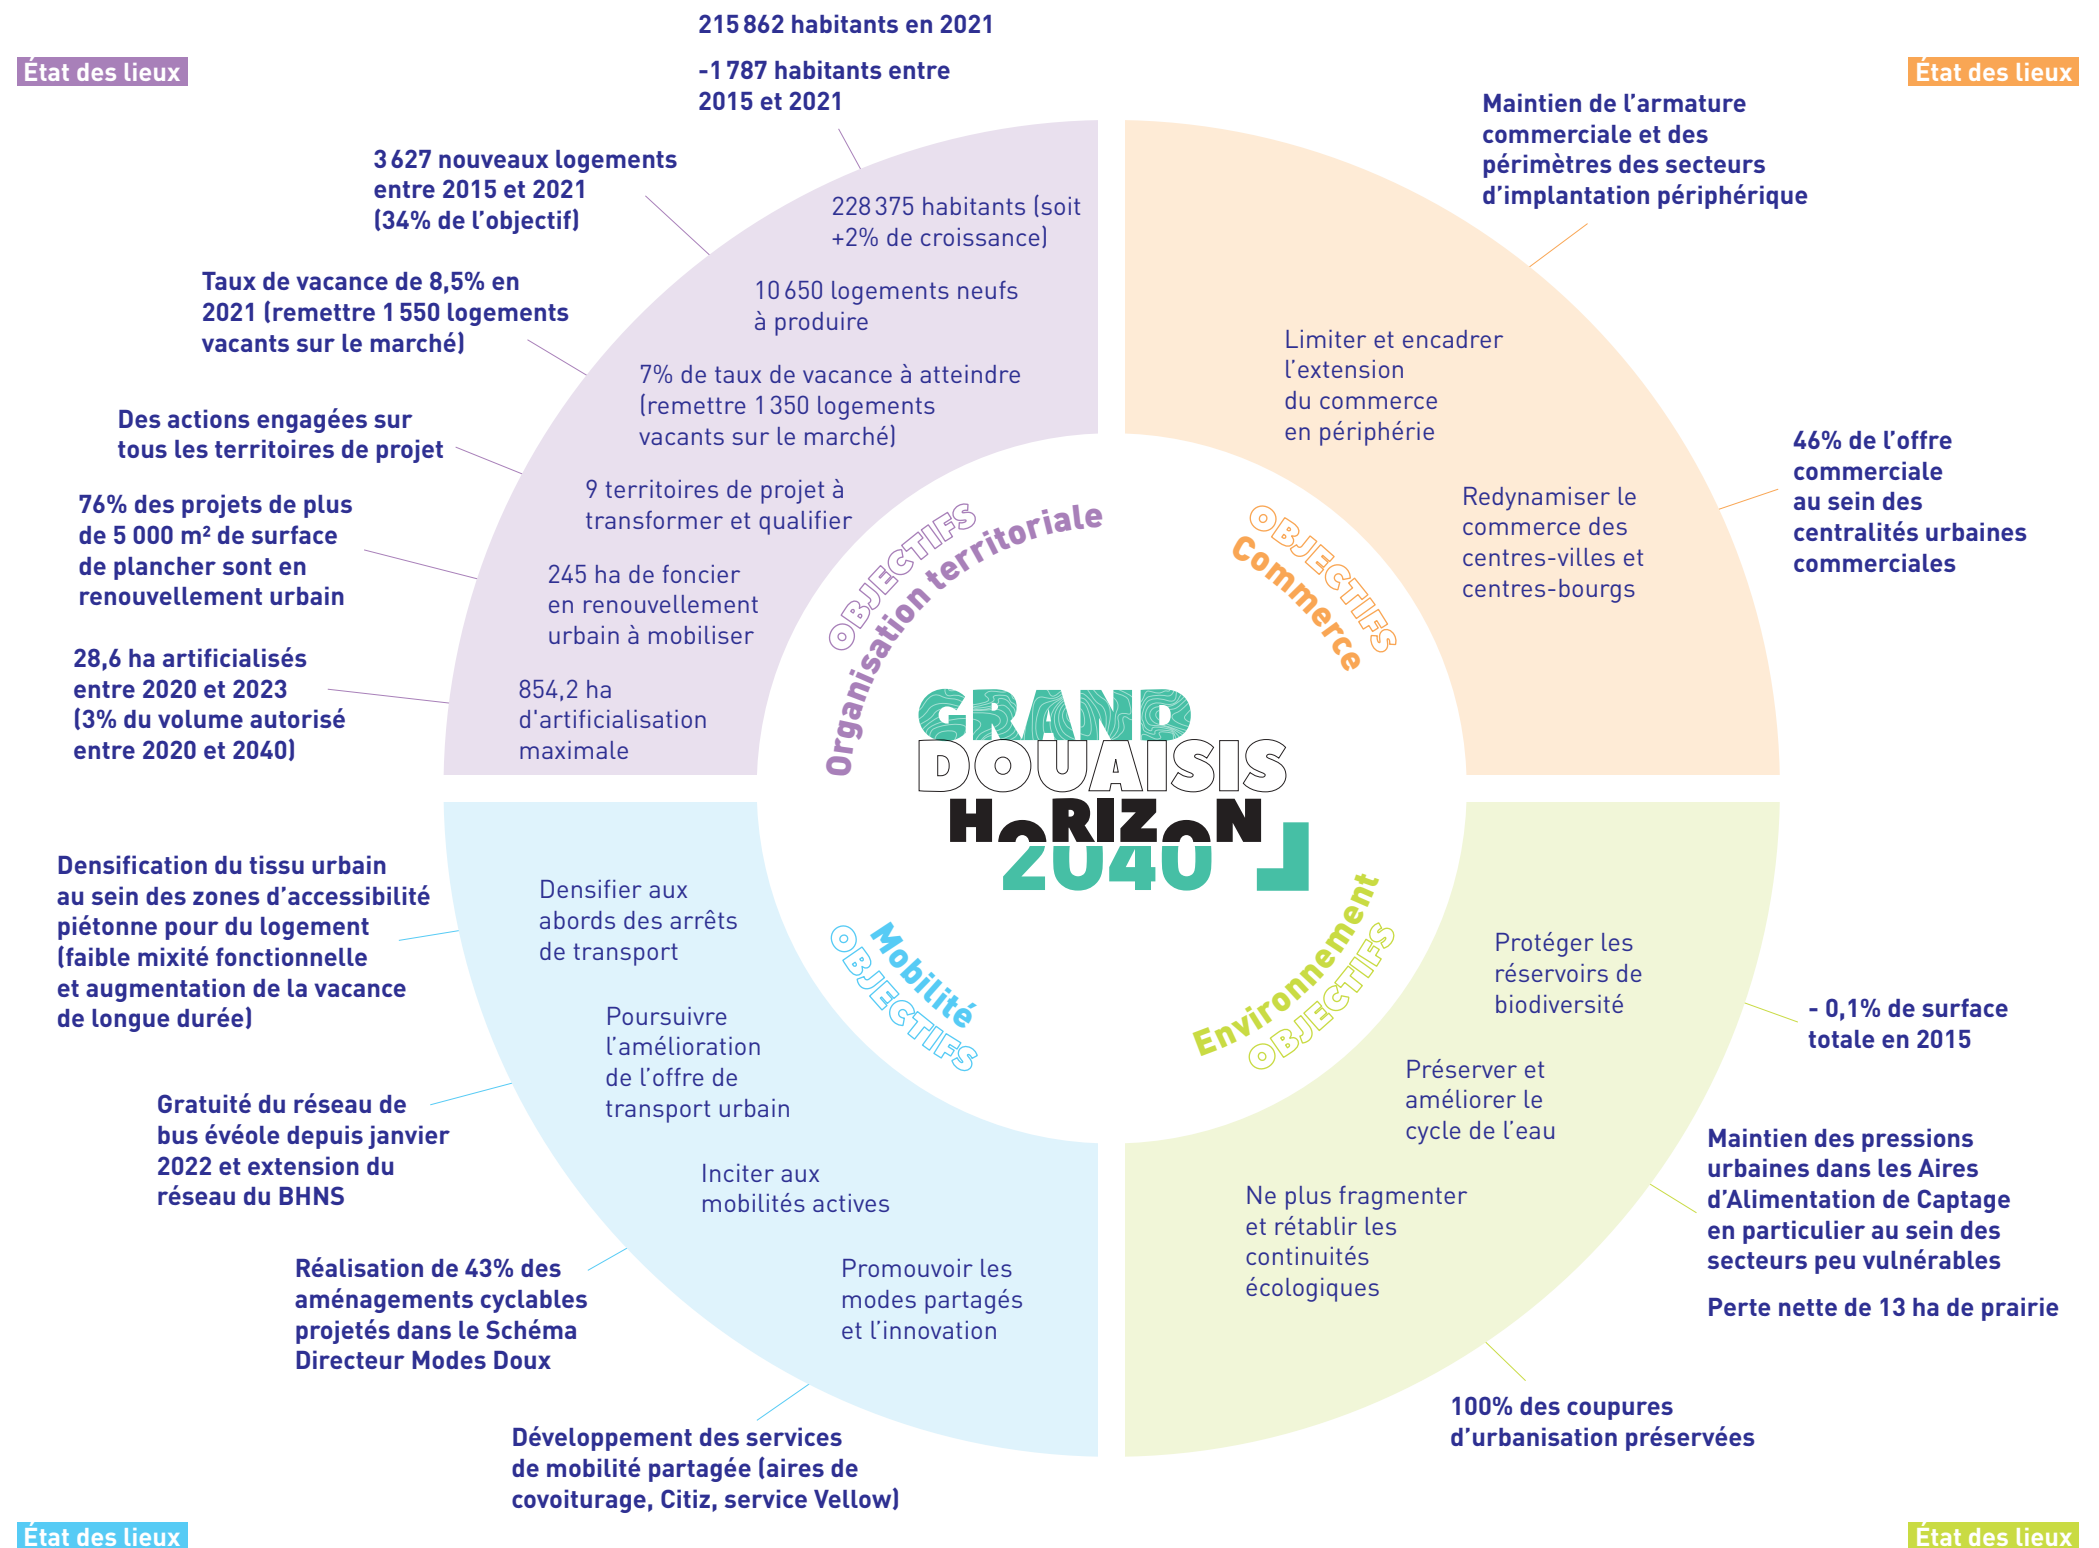 État des lieux
215 862 habitants en 2021
-1 787 habitants entre
2015 et 2021
3 627 nouveaux logements
entre 2015 et 2021
(34% de l’objectif)
Taux de vacance de 8,5% en
2021 (remettre 1 550 logements
vacants sur le marché)
Des actions engagées sur
tous les territoires de projet
76% des projets de plus
de 5 000 m² de surface
de plancher sont en
renouvellement urbain
28,6 ha artificialisés
entre 2020 et 2023
(3% du volume autorisé
entre 2020 et 2040)
228 375 habitants (soit
+2% de croissance)
10 650 logements neufs
à produire
7% de taux de vacance à atteindre
(remettre 1 350 logements
vacants sur le marché)
9 territoires de projet à
transformer et qualifier
245 ha de foncier
en renouvellement
urbain à mobiliser
854,2 ha
d'artificialisation
maximale
OBJECTIFS
Organisation territoriale
État des lieux
Maintien de l’armature
commerciale et des
périmètres des secteurs
d’implantation périphérique
46% de l’offre
commerciale
au sein des
centralités urbaines
commerciales
Limiter et encadrer
l’extension
du commerce
en périphérie
Redynamiser le
commerce des
centres-villes et
centres-bourgs
OBJECTIFS
Commerce
GRAND
DOUAISIS
HORIZON
2040
Mobilité
OBJECTIFS
Densifier aux
abords des arrêts
de transport
Poursuivre
l’amélioration
de l’offre de
transport urbain
Inciter aux
mobilités actives
Promouvoir les
modes partagés
et l’innovation
Densification du tissu urbain
au sein des zones d’accessibilité
piétonne pour du logement
(faible mixité fonctionnelle
et augmentation de la vacance
de longue durée)
Gratuité du réseau de
bus évéole depuis janvier
2022 et extension du
réseau du BHNS
Réalisation de 43% des
aménagements cyclables
projetés dans le Schéma
Directeur Modes Doux
Développement des services
de mobilité partagée (aires de
covoiturage, Citiz, service Vellow)
État des lieux
Environnement
OBJECTIFS
Protéger les
réservoirs de
biodiversité
Préserver et
améliorer le
cycle de l’eau
Ne plus fragmenter
et rétablir les
continuités
écologiques
- 0,1% de surface
totale en 2015
Maintien des pressions
urbaines dans les Aires
d’Alimentation de Captage
en particulier au sein des
secteurs peu vulnérables
Perte nette de 13 ha de prairie
100% des coupures
d’urbanisation préservées
État des lieux